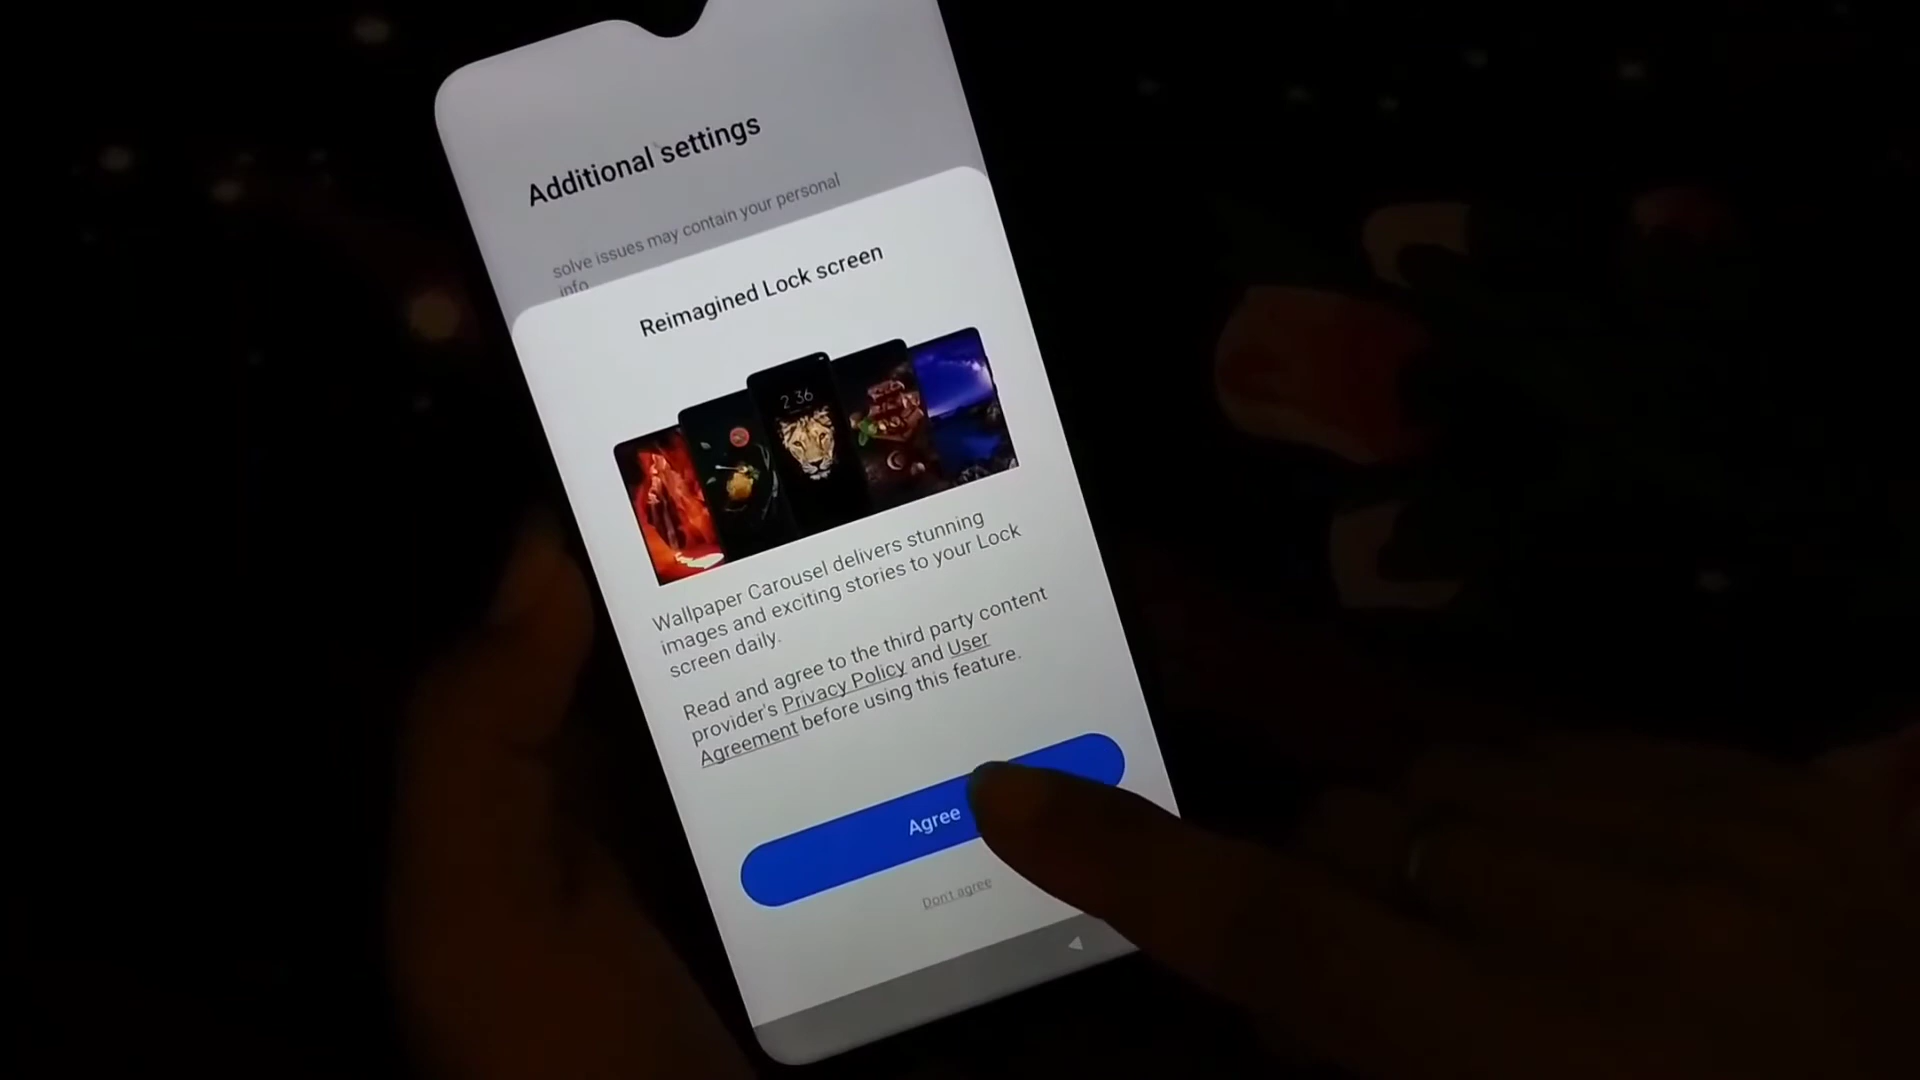 Additional settings
solve issues may contain your personal
info
Reimagined Lock screen
2 36
Wallpaper Carousel delivers stunning
images and exciting stories to your Lock
screen daily.
Read and agree to the third party content
provider's Privacy Policy and User
Agreement before using this feature.
Agree
Don't agree